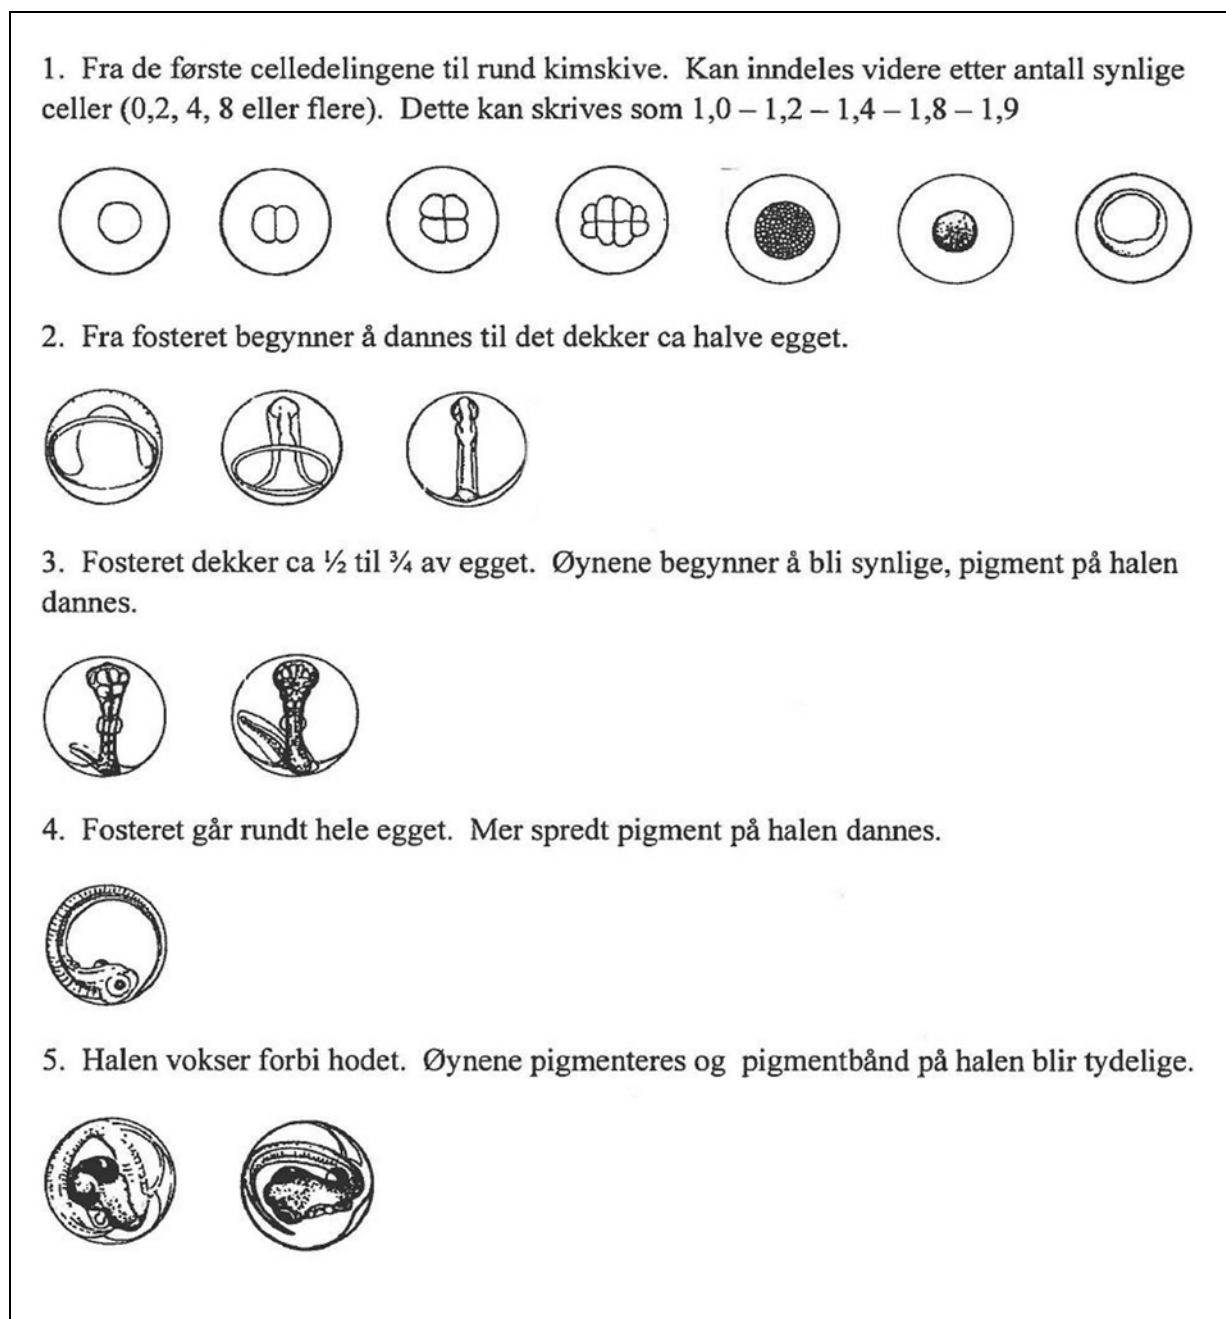 1. Fra de første celledelingene til rund kimskive. Kan inndeles videre etter antall synlige
celler (0,2, 4, 8 eller flere). Dette kan skrives som 1,0 – 1,2 – 1,4 – 1,8 – 1,9
2. Fra fosteret begynner å dannes til det dekker ca halve egget.
3. Fosteret dekker ca ½ til ¾ av egget. Øynene begynner å bli synlige, pigment på halen
dannes.
4. Fosteret går rundt hele egget. Mer spredt pigment på halen dannes.
5. Halen vokser forbi hodet. Øynene pigmenteres og pigmentbånd på halen blir tydelige.